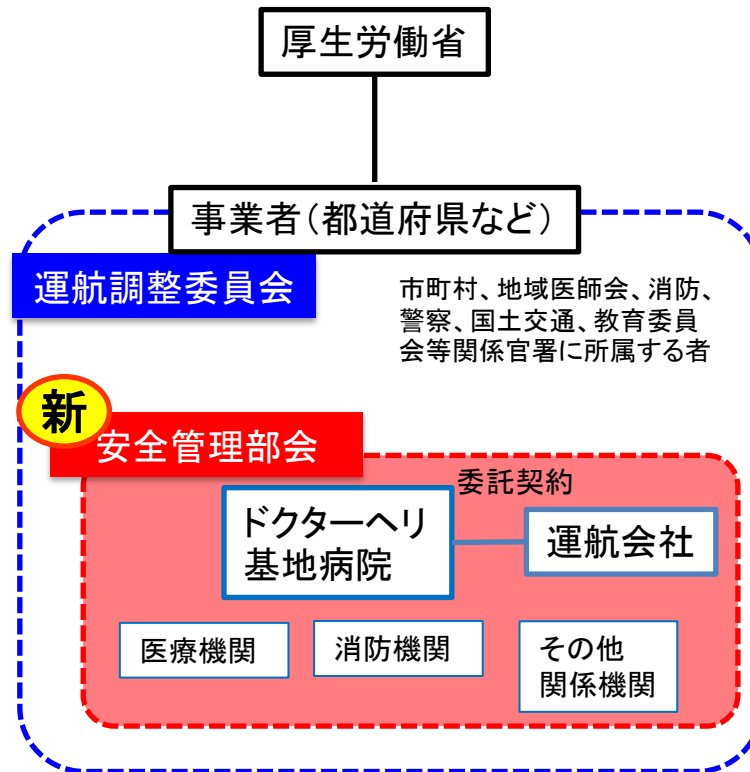 厚生労働省
事業者（都道府県など）
運航調整委員会
市町村、地域医師会、消防、
警察、国土交通、教育委員
会等関係官署に所属する者
新
安全管理部会
委託契約
ドクターヘリ
基地病院
運航会社
医療機関
消防機関
その他
関係機関